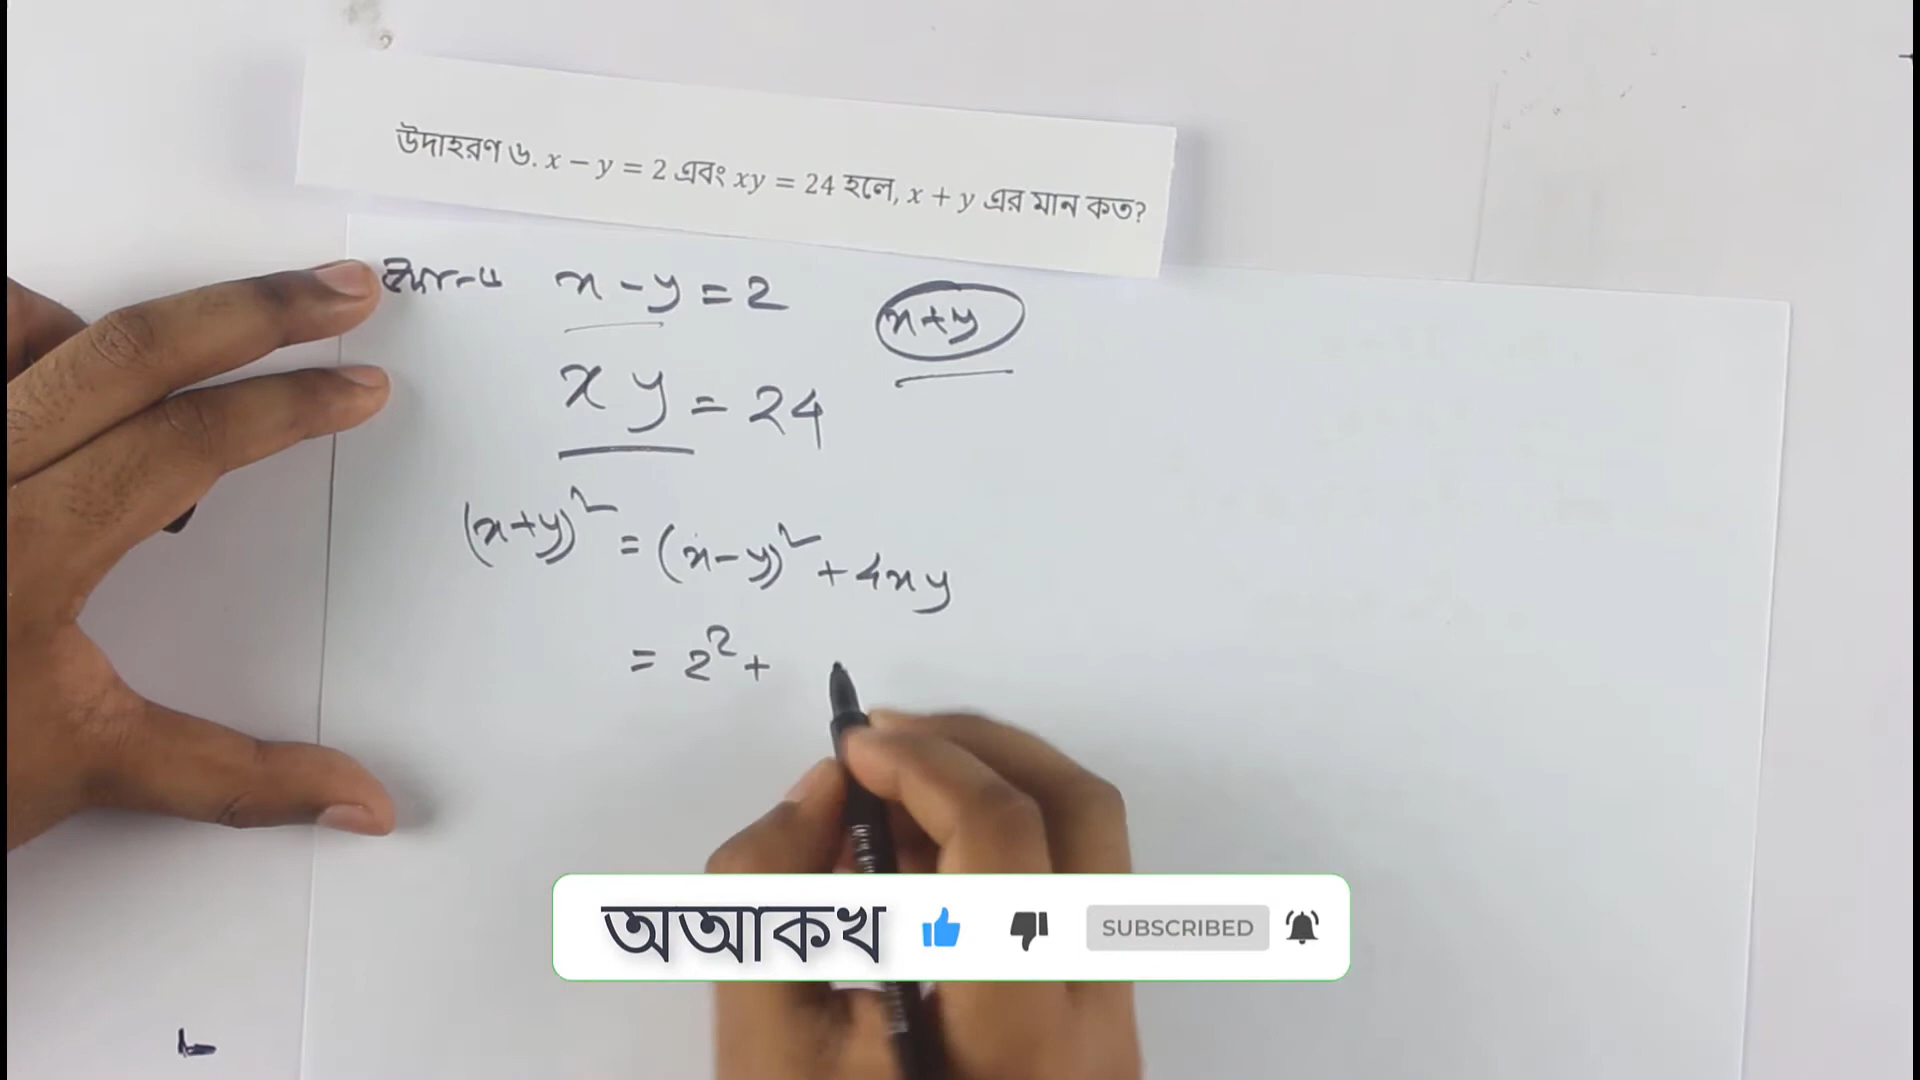 উদাহরণ ৬. x − y = 2 এবং xy = 24 হলে, x + y এর মান কত?
x - y = 2
x+y
xy = 24
(x+y)² = (x-y)² + 4xy
= 2² +
অআকখ
SUBSCRIBED